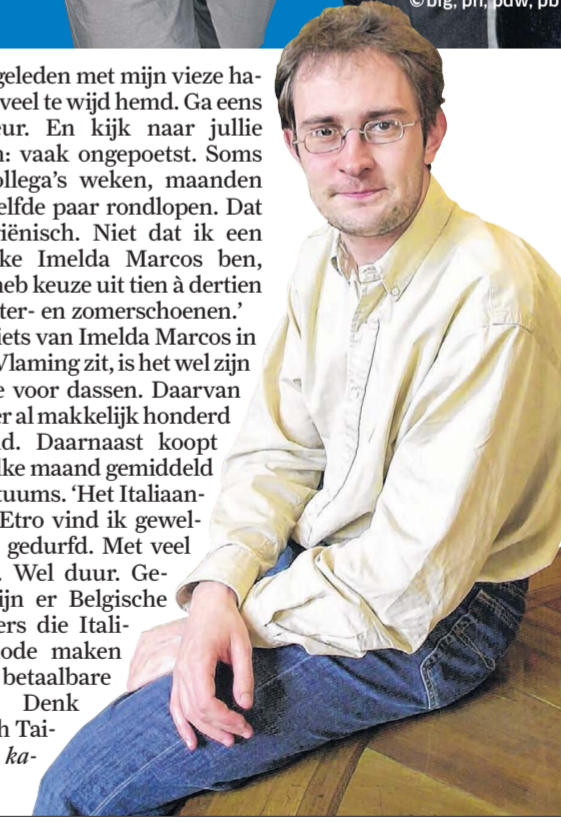 ©big, ph, pdw, pb
geleden met mijn vieze ha-
veel te wijd hemd. Ga eens
eur. En kijk naar jullie
n: vaak ongepoetst. Soms
ollega's weken, maanden
elfde paar rondlopen. Dat
iënisch. Niet dat ik een
ke Imelda Marcos ben,
heb keuze uit tien à dertien
ter- en zomerschoenen.'
iets van Imelda Marcos in
Vlaming zit, is het wel zijn
e voor dassen. Daarvan
er al makkelijk honderd
d. Daarnaast koopt
lke maand gemiddeld
tuums. 'Het Italiaan-
Etro vind ik gewel-
gedurfd. Met veel
. Wel duur. Ge-
ijn er Belgische
ers die Itali-
ode maken
betaalbare
Denk
h Tai-
ka-